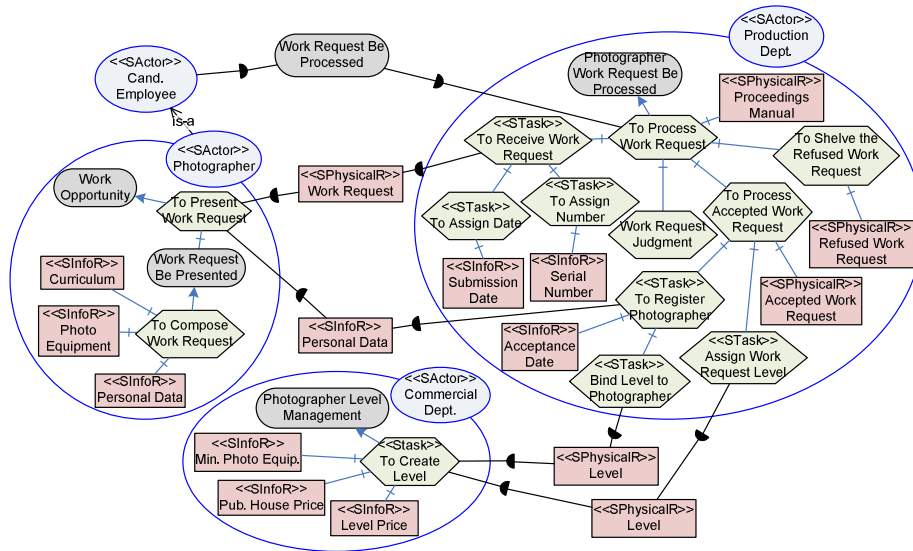 <<SActor>>
Production
Dept.
<<SActor>>
Cand.
Employee
Work Request Be
Processed
Photographer
Work Request Be
Processed
<<SPhysicalR>>
Proceedings
Manual
is-a
<<SActor>>
Photographer
<<STask>>
To Receive Work
Request
To Process
Work Request
To Shelve the
Refused Work
Request
Work
Opportunity
<<SPhysicalR>>
Work Request
To Present
Work Request
<<STask>>
To Assign Date
<<STask>>
To Assign
Number
Work Request
Judgment
To Process
Accepted Work
Request
<<SPhysicalR>>
Refused Work
Request
Work Request
Be Presented
<<SInfoR>>
Curriculum
<<SInfoR>>
Submission
Date
<<SInfoR>>
Serial
Number
<<STask>>
To Register
Photographer
<<SPhysicalR>>
Accepted Work
Request
<<SInfoR>>
Photo
Equipment
To Compose
Work Request
<<SInfoR>>
Personal Data
<<SInfoR>>
Acceptance
Date
<<STask>>
Assign Work
Request Level
<<SInfoR>>
Personal Data
<<STask>>
Bind Level to
Photographer
<<SActor>>
Commercial
Dept.
Photographer Level
Management
<<SInfoR>>
Min. Photo Equip.
<<Stask>>
To Create
Level
<<SPhysicalR>>
Level
<<SInfoR>>
Pub. House Price
<<SInfoR>>
Level Price
<<SPhysicalR>>
Level